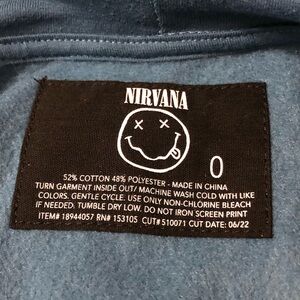 NIRVANA
0
52% COTTON 48% POLYESTER - MADE IN CHINA
TURN GARMENT INSIDE OUT/ MACHINE WASH COLD WITH LIKE
COLORS. GENTLE CYCLE. USE ONLY NON-CHLORINE BLEACH
IF NEEDED. TUMBLE DRY LOW. DO NOT IRON SCREEN PRINT
ITEM# 18944057 RN# 153105 CUT# 510071 CUT DATE: 06/22